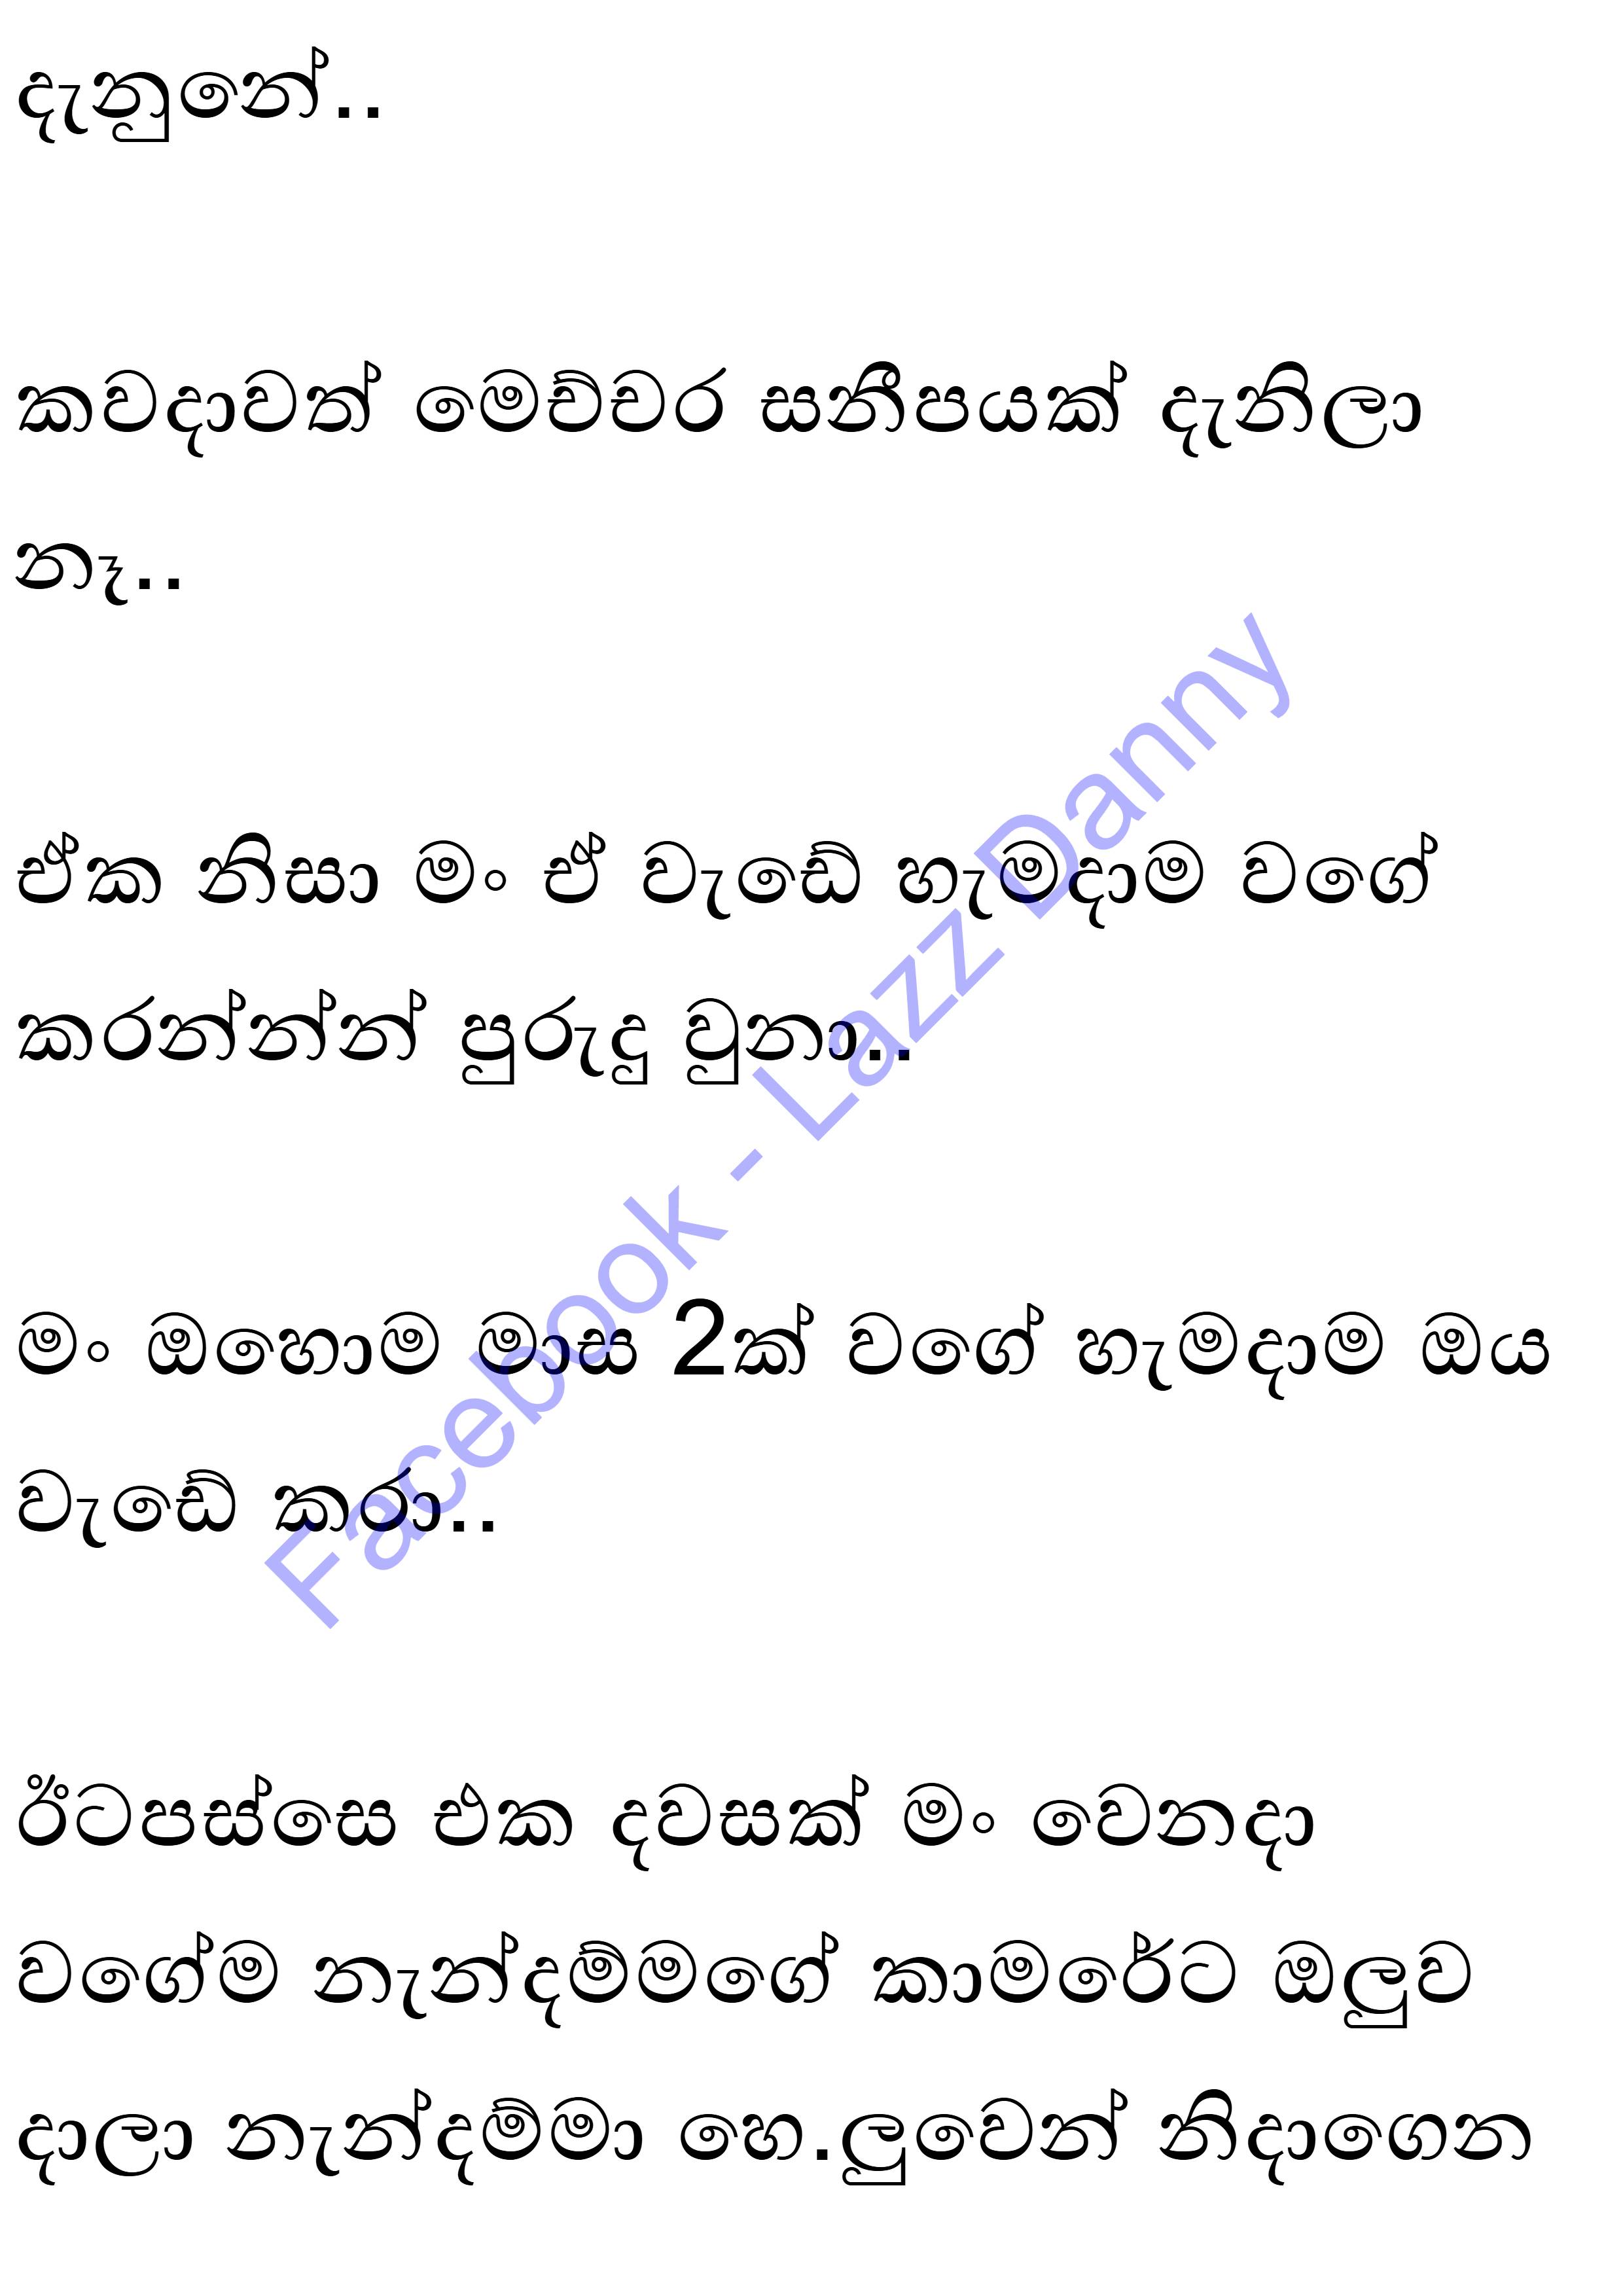 දැනුනේ..
කවදාවත් මෙච්චර සනීපයක් දැනිලා
නෑ..
ඒක නිසා මං ඒ වැඩේ හැමදාම වගේ
කරන්න්න් පුරුදු වුනා..
මං ඔහොම මාස 2ක් වගේ හැමදාම ඔය
වැඩේ කරා..
ඊටපස්සෙ එක දවසක් මං වෙනදා
වගේම නැන්දම්මගේ කාමරේට ඔලුව
දාලා නැන්දම්මා හෙ.ලුවෙන් නිදාගෙන
Facebook - Lazz Danny